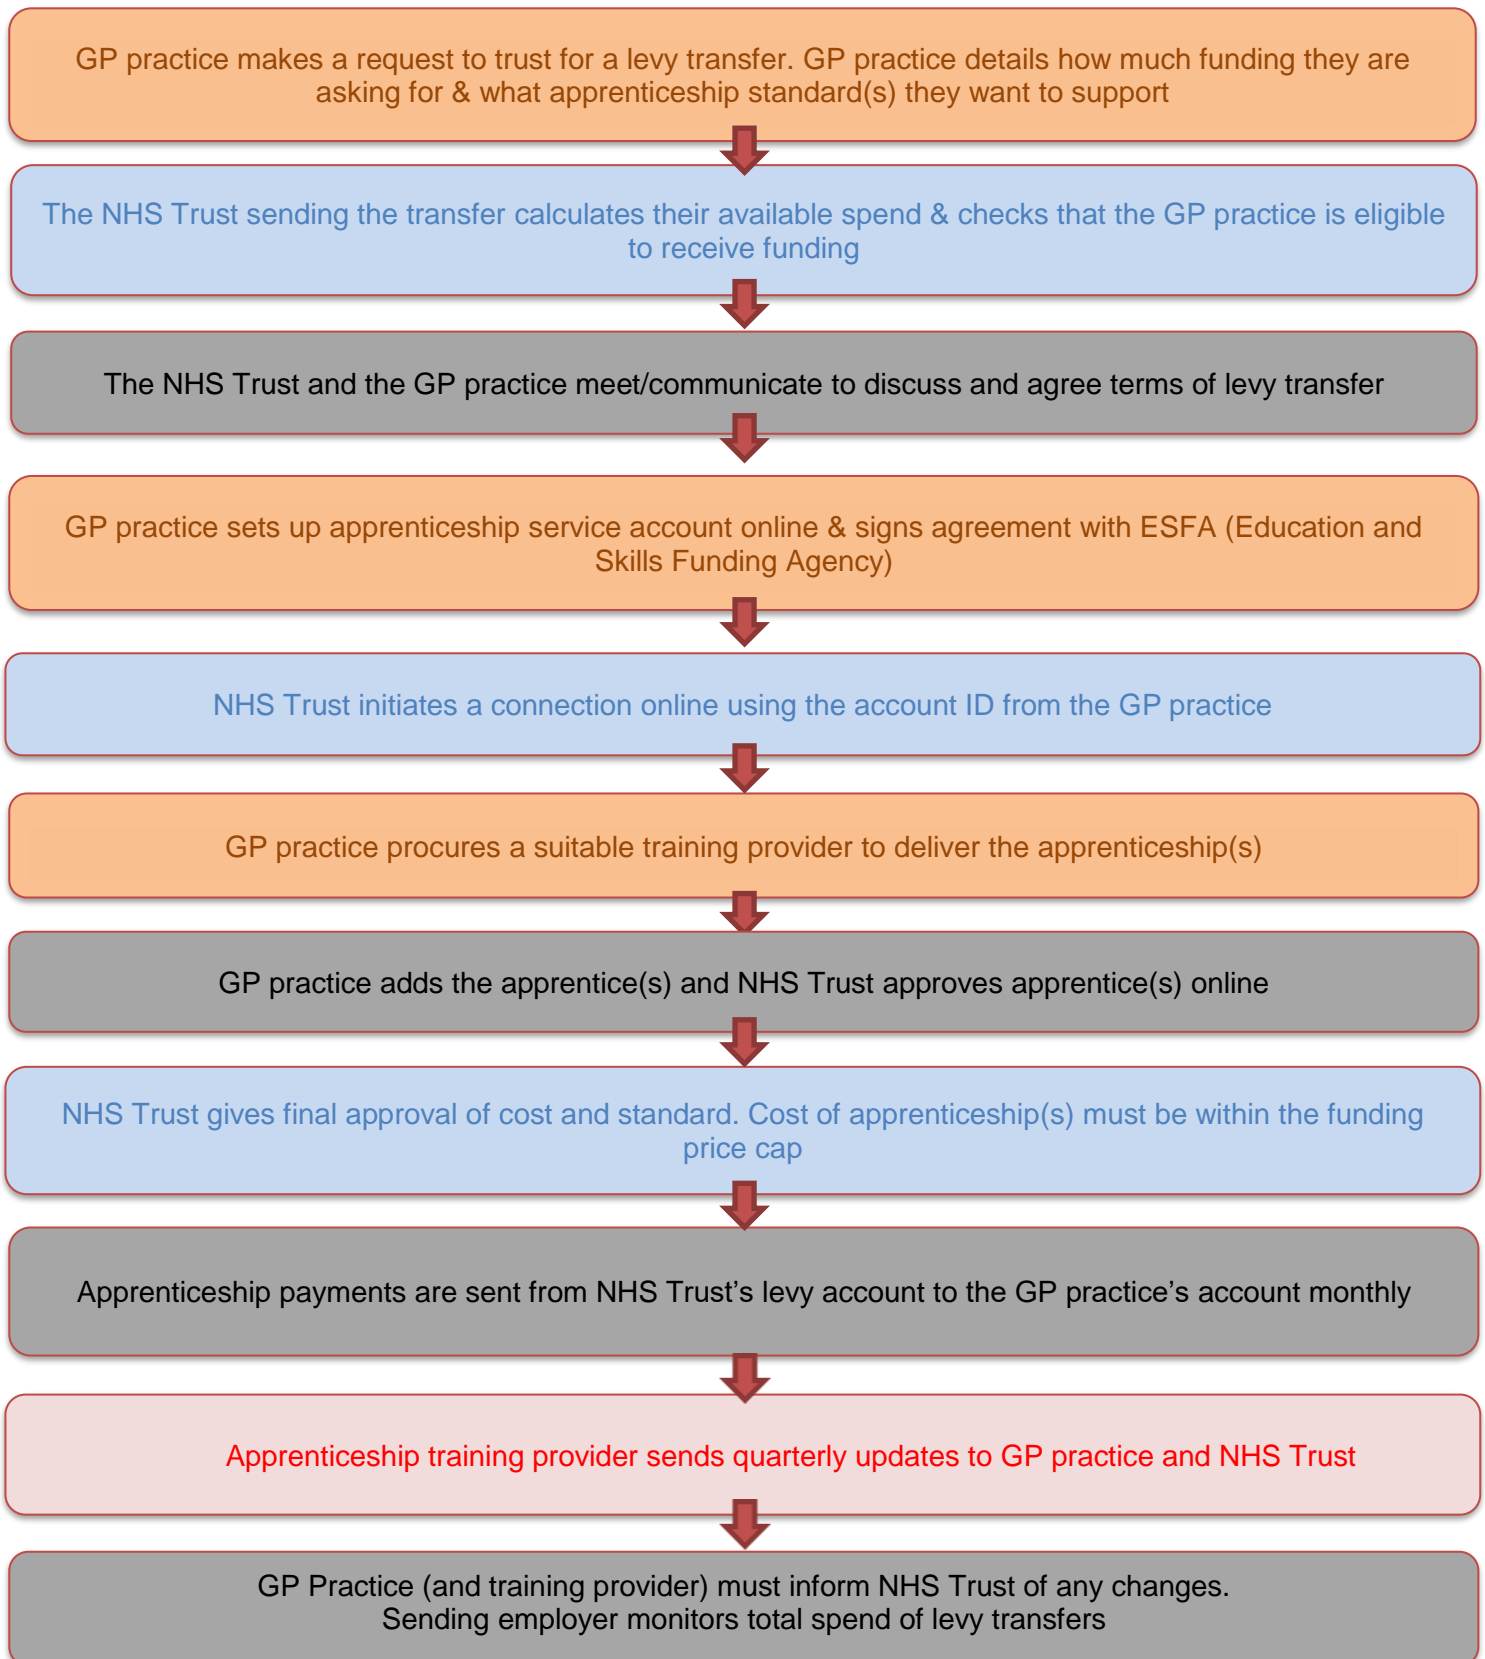 GP practice makes a request to trust for a levy transfer. GP practice details how much funding they are
asking for & what apprenticeship standard(s) they want to support
The NHS Trust sending the transfer calculates their available spend & checks that the GP practice is eligible
to receive funding
The NHS Trust and the GP practice meet/communicate to discuss and agree terms of levy transfer
GP practice sets up apprenticeship service account online & signs agreement with ESFA (Education and
Skills Funding Agency)
NHS Trust initiates a connection online using the account ID from the GP practice
GP practice procures a suitable training provider to deliver the apprenticeship(s)
GP practice adds the apprentice(s) and NHS Trust approves apprentice(s) online
NHS Trust gives final approval of cost and standard. Cost of apprenticeship(s) must be within the funding
price cap
Apprenticeship payments are sent from NHS Trust’s levy account to the GP practice’s account monthly
Apprenticeship training provider sends quarterly updates to GP practice and NHS Trust
GP Practice (and training provider) must inform NHS Trust of any changes.
Sending employer monitors total spend of levy transfers